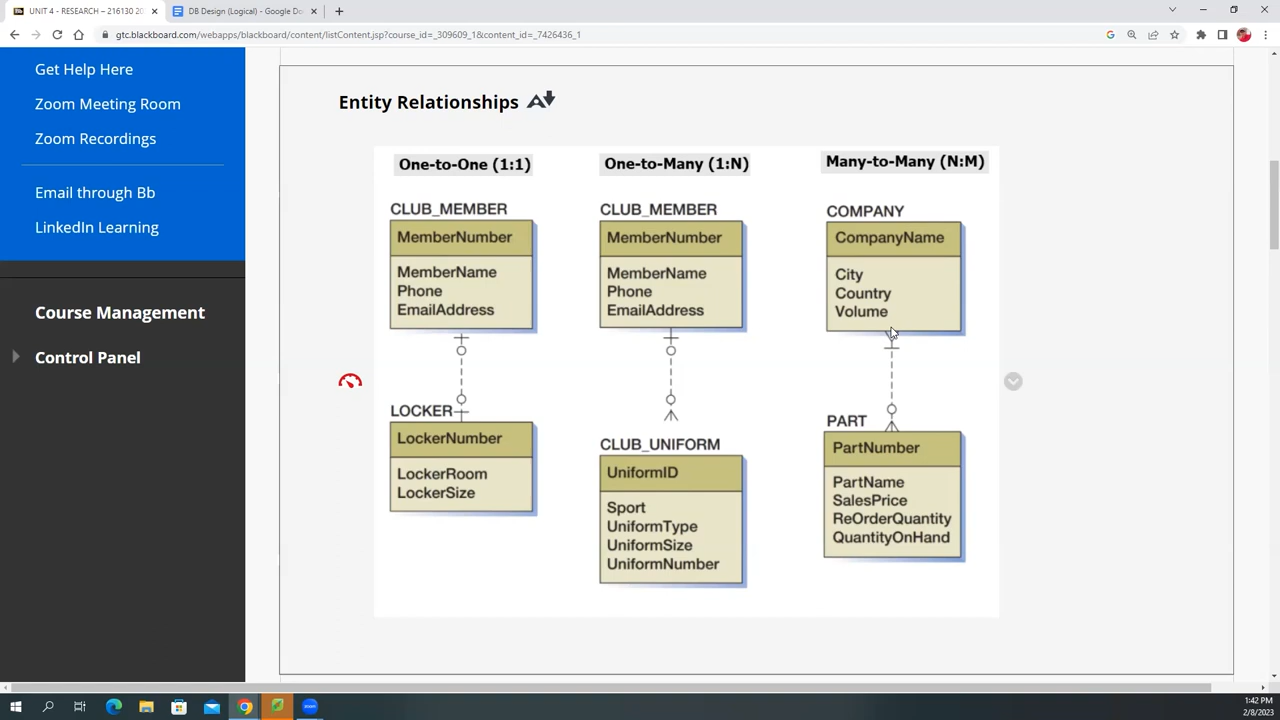 UNIT 4 - RESEARCH – 216130 20
DB Design (Logical) - Google Do
gtc.blackboard.com/webapps/blackboard/content/listContent.jsp?course_id=_309609_1&content_id=_7426436_1
Get Help Here
Zoom Meeting Room
Zoom Recordings
Email through Bb
LinkedIn Learning
Course Management
Control Panel
Entity Relationships
One-to-One (1:1)
CLUB_MEMBER
MemberNumber
MemberName
Phone
EmailAddress
LOCKER
LockerNumber
LockerRoom
LockerSize
One-to-Many (1:N)
CLUB_MEMBER
MemberNumber
MemberName
Phone
EmailAddress
CLUB_UNIFORM
UniformID
Sport
UniformType
UniformSize
UniformNumber
Many-to-Many (N:M)
COMPANY
CompanyName
City
Country
Volume
PART
PartNumber
PartName
SalesPrice
ReOrderQuantity
QuantityOnHand
1:42 PM
2/8/2023